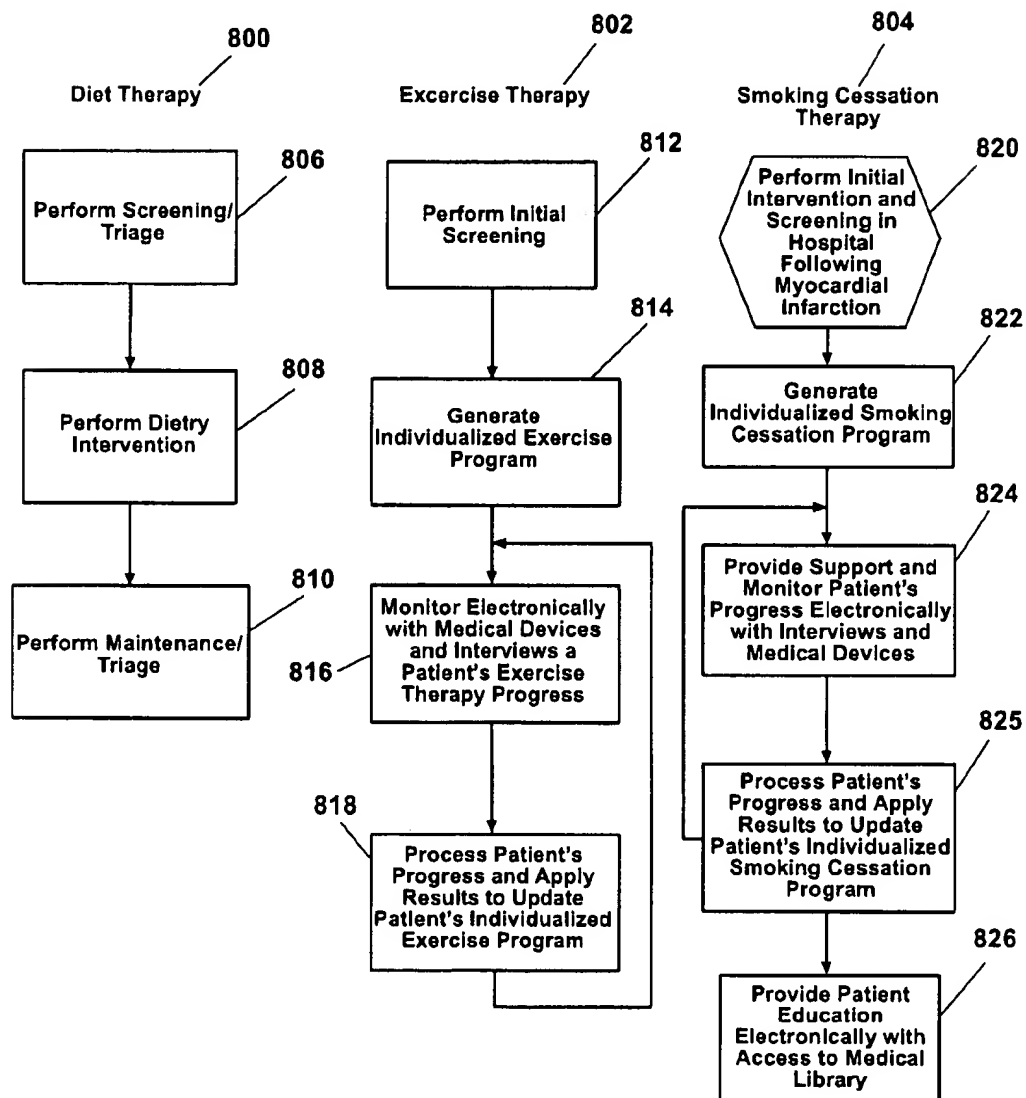 800
Diet Therapy
806
Perform Screening/
Triage
808
Perform Dietry
Intervention
810
Perform Maintenance/
Triage
802
Excercise Therapy
812
Perform Initial
Screening
814
Generate
Individualized Exercise
Program
816
Monitor Electronically
with Medical Devices
and Interviews a
Patient's Exercise
Therapy Progress
818
Process Patient's
Progress and Apply
Results to Update
Patient's Individualized
Exercise Program
804
Smoking Cessation
Therapy
820
Perform Initial
Intervention and
Screening in
Hospital
Following
Myocardial
Infarction
822
Generate
Individualized Smoking
Cessation Program
824
Provide Support and
Monitor Patient's
Progress Electronically
with Interviews and
Medical Devices
825
Process Patient's
Progress and Apply
Results to Update
Patient's Individualized
Smoking Cessation
Program
826
Provide Patient
Education
Electronically with
Access to Medical
Library